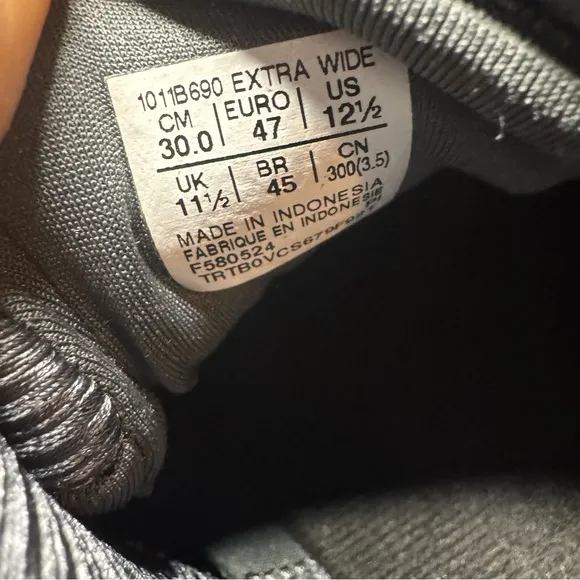 1011B690 EXTRA WIDE
CM | EURO | US
30.0 | 47 | 12½
UK | BR | CN
11½ | 45 | 300(3.5)
MADE IN INDONESIA
FABRIQUE EN INDONESIE
F580524